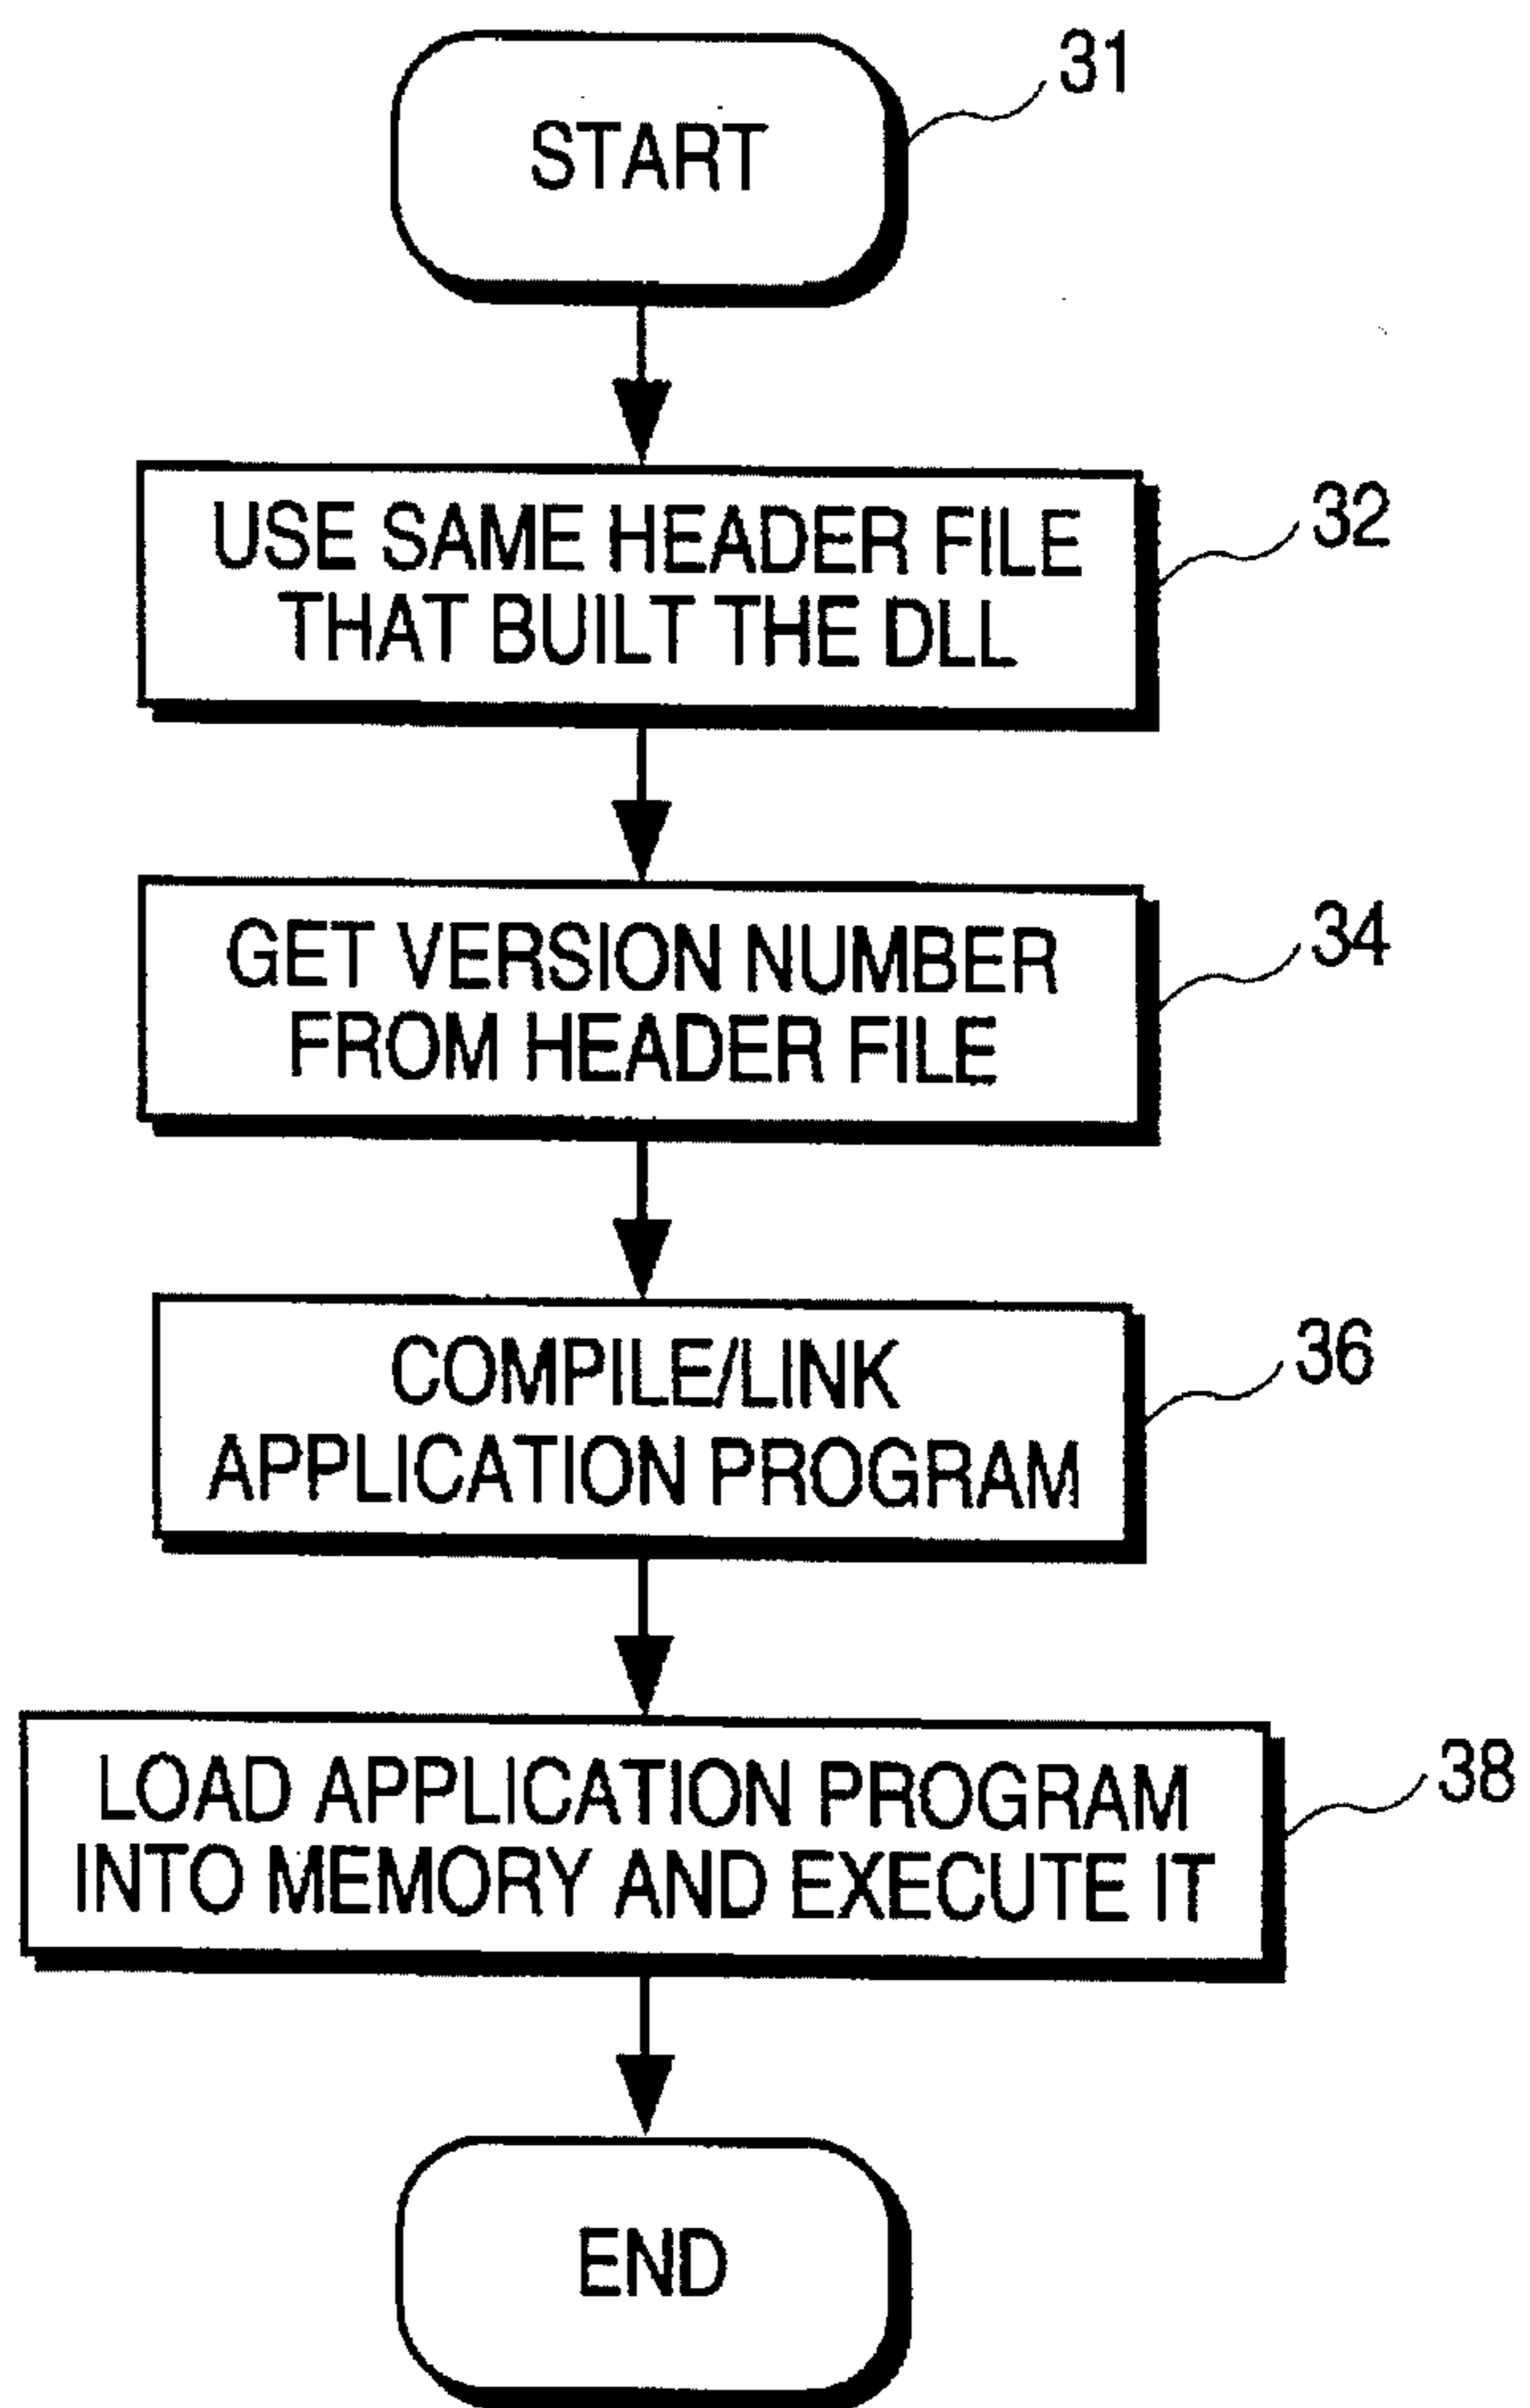 START
31
USE SAME HEADER FILE
THAT BUILT THE DLL
32
GET VERSION NUMBER
FROM HEADER FILE
34
COMPILE/LINK
APPLICATION PROGRAM
36
LOAD APPLICATION PROGRAM
INTO MEMORY AND EXECUTE IT
38
END